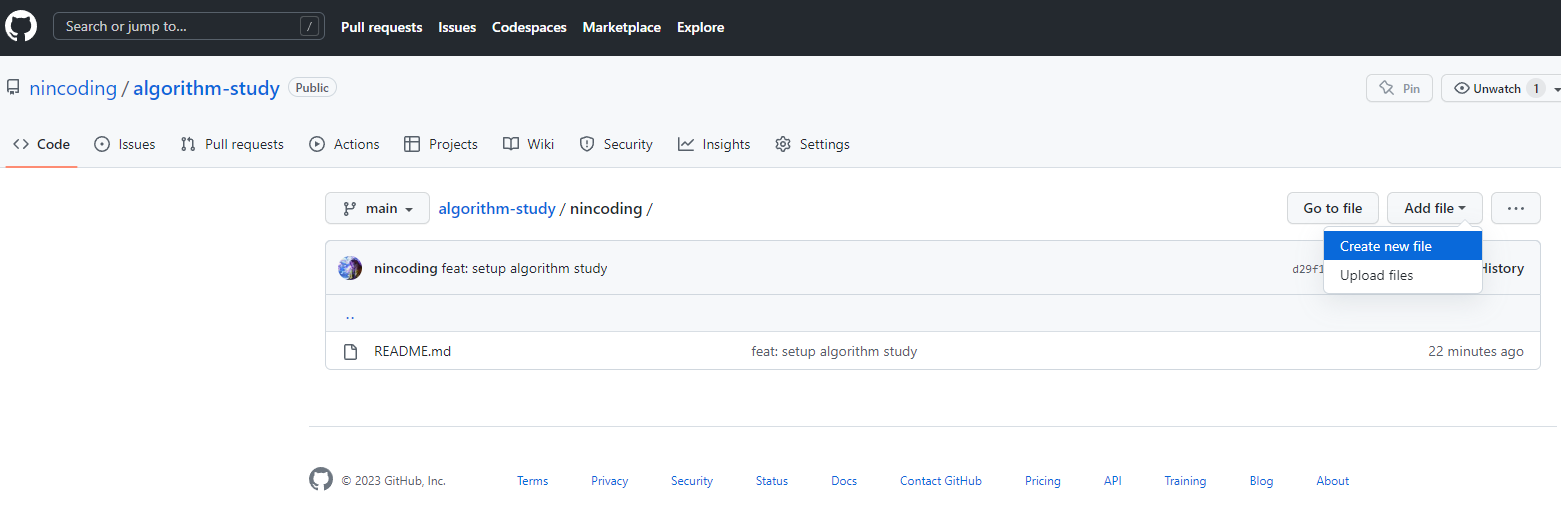 Search or jump to... /
Pull requests Issues Codespaces Marketplace Explore
nincoding / algorithm-study Public
Pin Unwatch 1
Code Issues Pull requests Actions Projects Wiki Security Insights Settings
main algorithm-study / nincoding / Go to file Add file ...
Create new file
Upload files
nincoding feat: setup algorithm study d29f1 History
..
README.md feat: setup algorithm study 22 minutes ago
© 2023 GitHub, Inc. Terms Privacy Security Status Docs Contact GitHub Pricing API Training Blog About